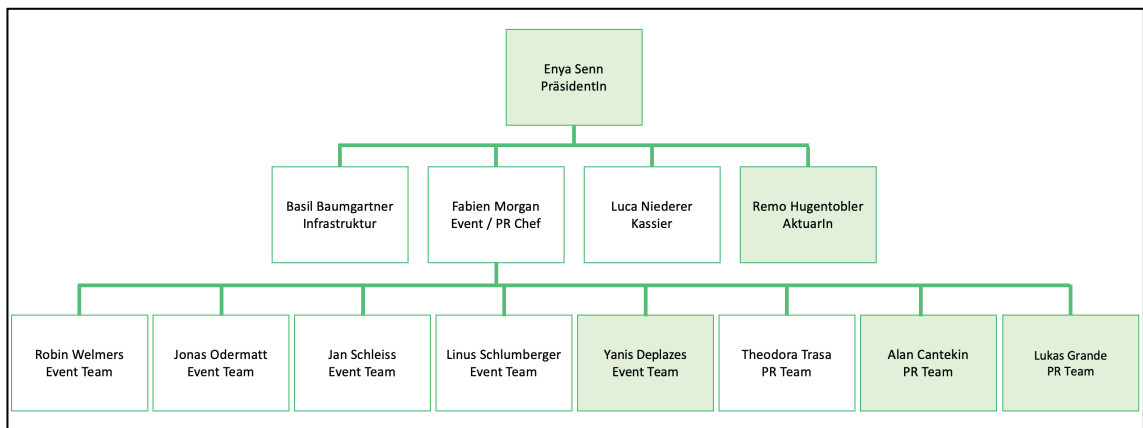 Enya Senn
PräsidentIn
Basil Baumgartner
Infrastruktur
Fabien Morgan
Event / PR Chef
Luca Niederer
Kassier
Remo Hugentobler
AktuarIn
Robin Welmers
Event Team
Jonas Odermatt
Event Team
Jan Schleiss
Event Team
Linus Schlumberger
Event Team
Yanis Deplazes
Event Team
Theodora Trasa
PR Team
Alan Cantekin
PR Team
Lukas Grande
PR Team